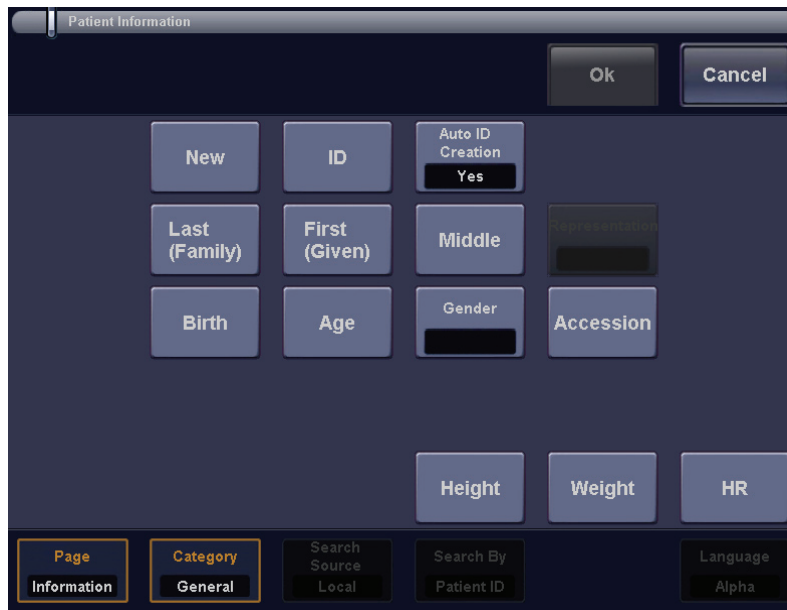 Patient Information
Ok
Cancel
New
ID
Auto ID
Creation
Yes
Last
(Family)
First
(Given)
Middle
Representation
Birth
Age
Gender
Accession
Height
Weight
HR
Page
Information
Category
General
Search
Source
Local
Search By
Patient ID
Language
Alpha